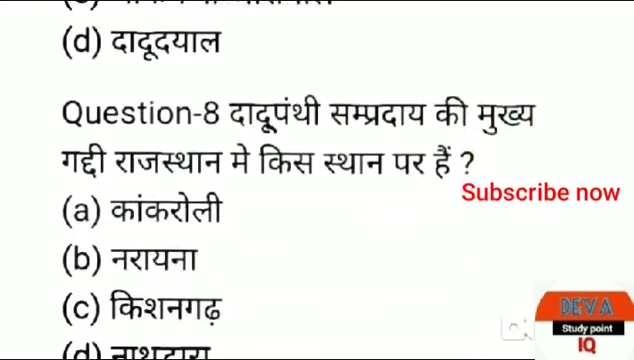 (d) दादूदयाल
Question-8 दादूपंथी सम्प्रदाय की मुख्य
गद्दी राजस्थान मे किस स्थान पर हैं ?
Subscribe now
(a) कांकरोली
(b) नरायना
(c) किशनगढ़
DEVA
Study point
IQ